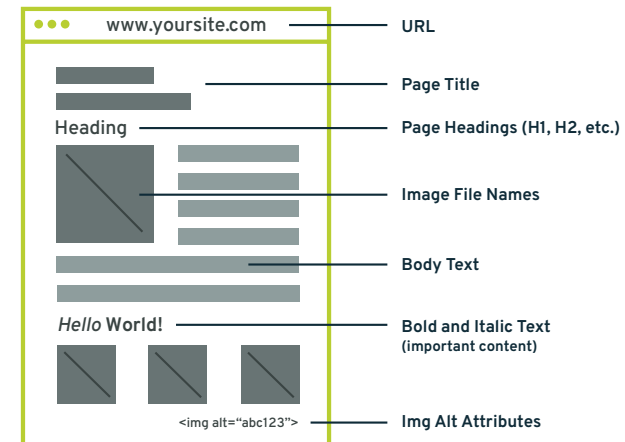 www.yoursite.com
URL
Page Title
Heading
Page Headings (H1, H2, etc.)
Image File Names
Body Text
Hello World!
Bold and Italic Text
(important content)
<img alt=“abc123”>
Img Alt Attributes